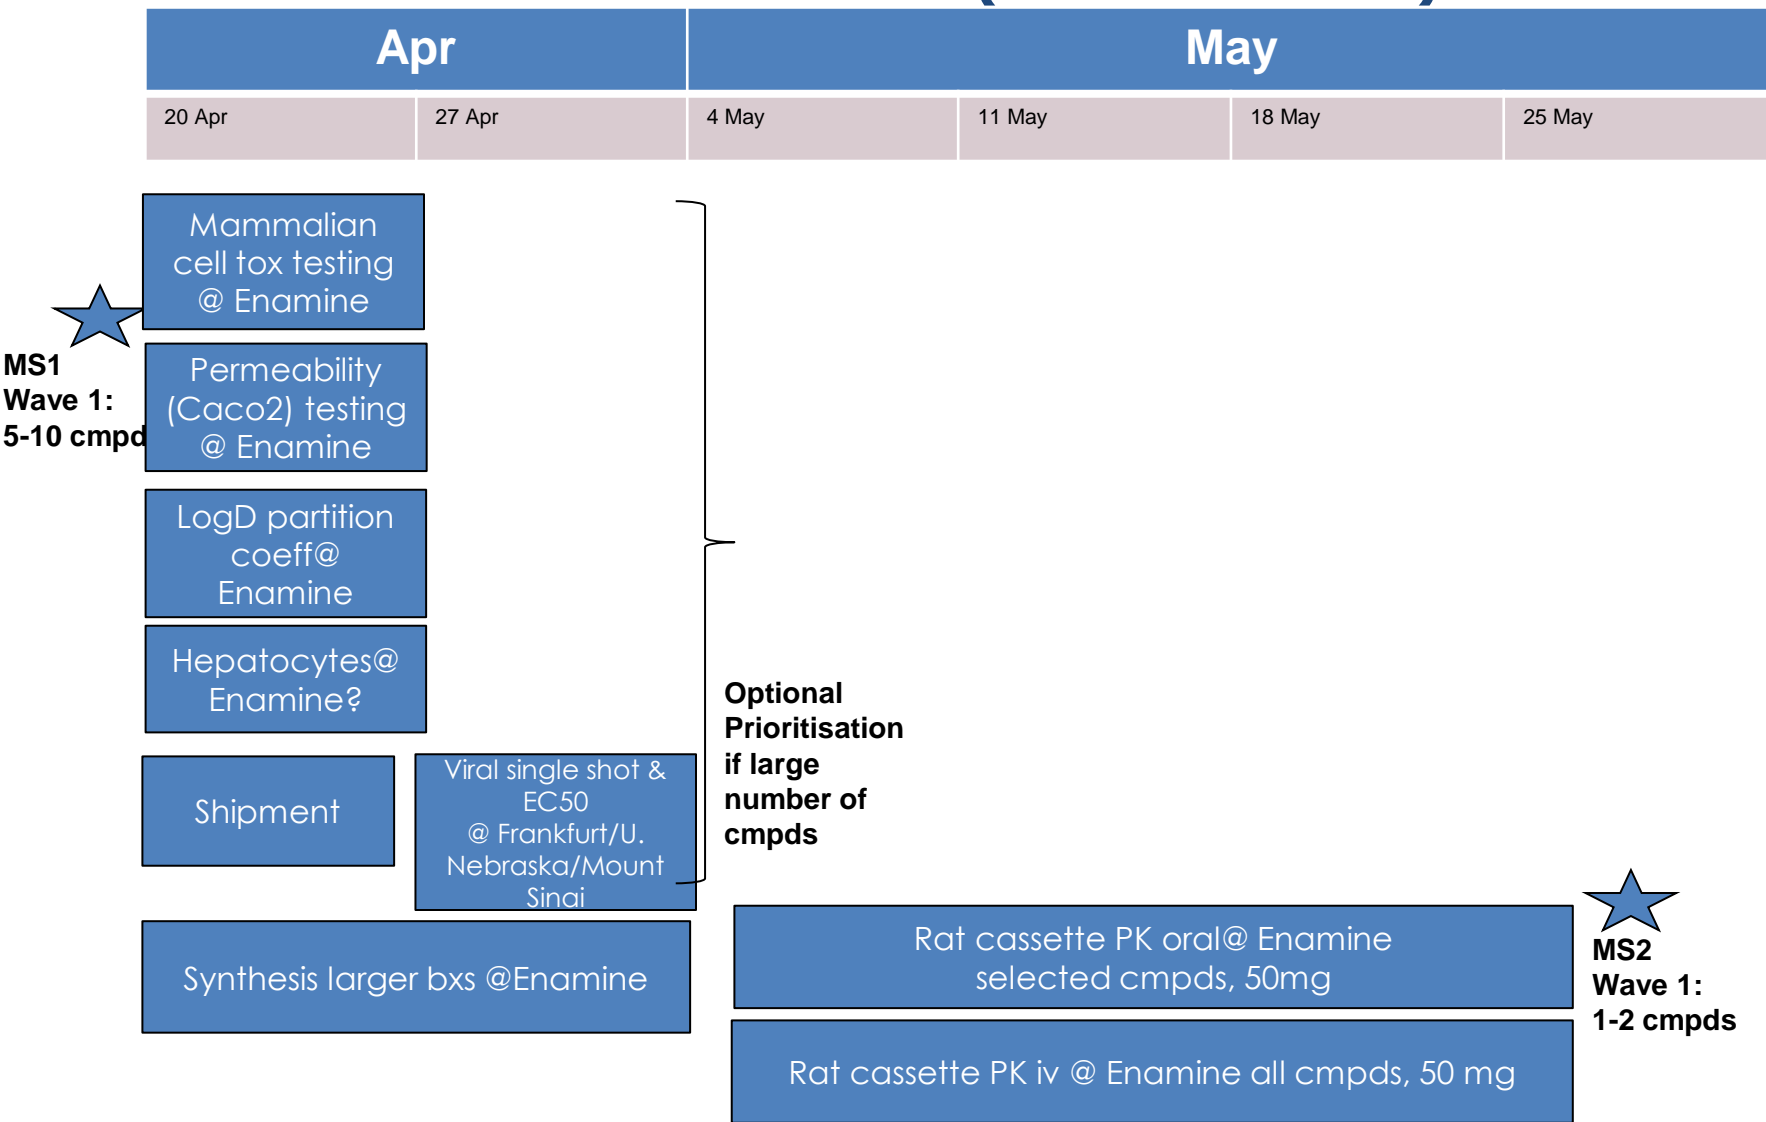 Apr
May
20 Apr
27 Apr
4 May
11 May
18 May
25 May
Mammalian
cell tox testing
@ Enamine
MS1
Wave 1:
5-10 cmpd
Permeability
(Caco2) testing
@ Enamine
LogD partition
coeff@
Enamine
Hepatocytes@
Enamine?
Shipment
Viral single shot &
EC50
@ Frankfurt/U.
Nebraska/Mount
Sinai
Optional
Prioritisation
if large
number of
cmpds
Synthesis larger bxs @Enamine
Rat cassette PK oral@ Enamine
selected cmpds, 50mg
MS2
Wave 1:
1-2 cmpds
Rat cassette PK iv @ Enamine all cmpds, 50 mg